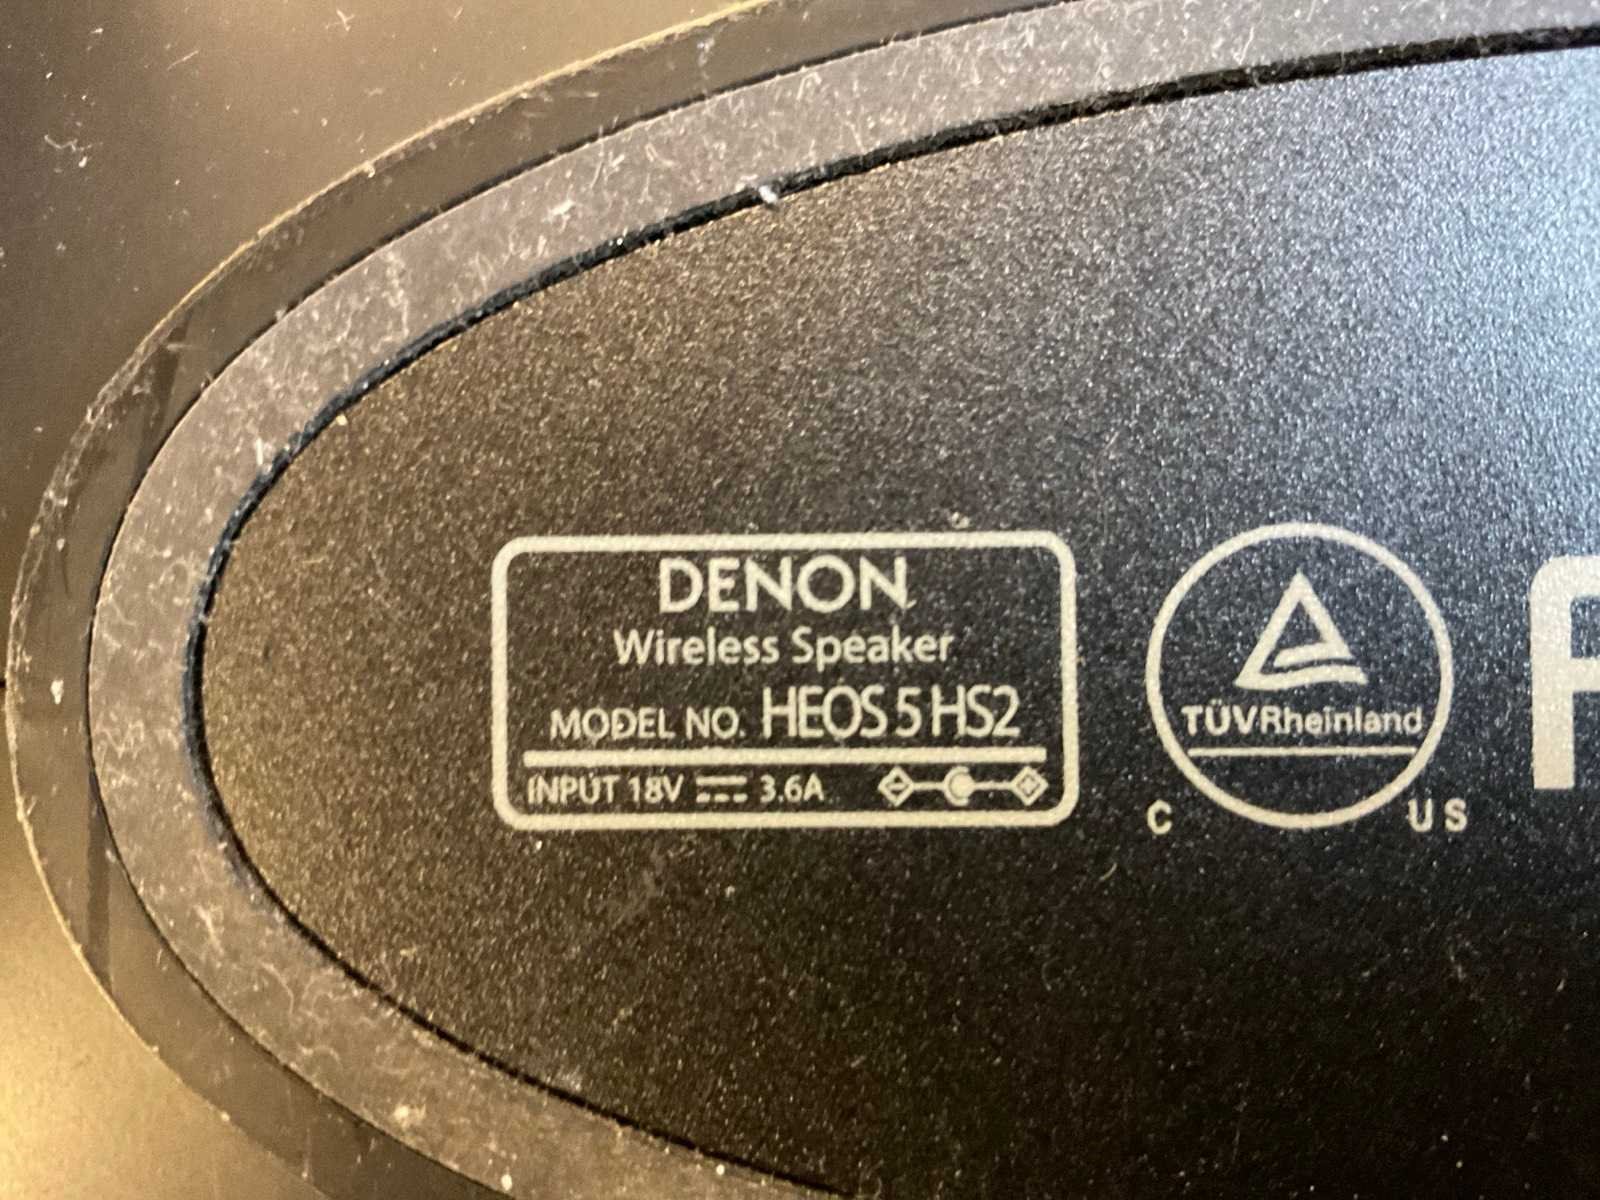 DENON
Wireless Speaker
MODEL NO. HEOS 5 HS2
INPUT 18V ⎓ 3.6A
TÜVRheinland
C US